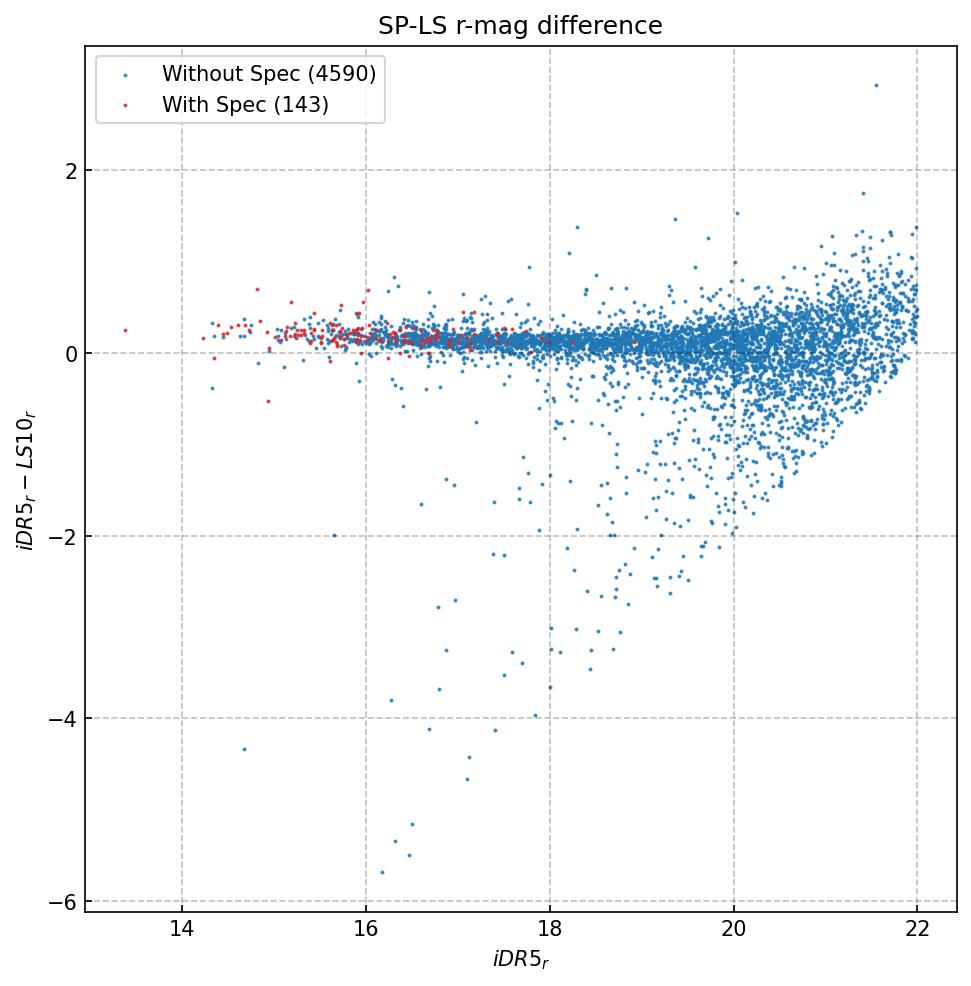 SP-LS r-mag difference
Without Spec (4590)
With Spec (143)
2
0
−2
−4
−6
iDR5r − LS10r
14
16
18
20
22
iDR5r